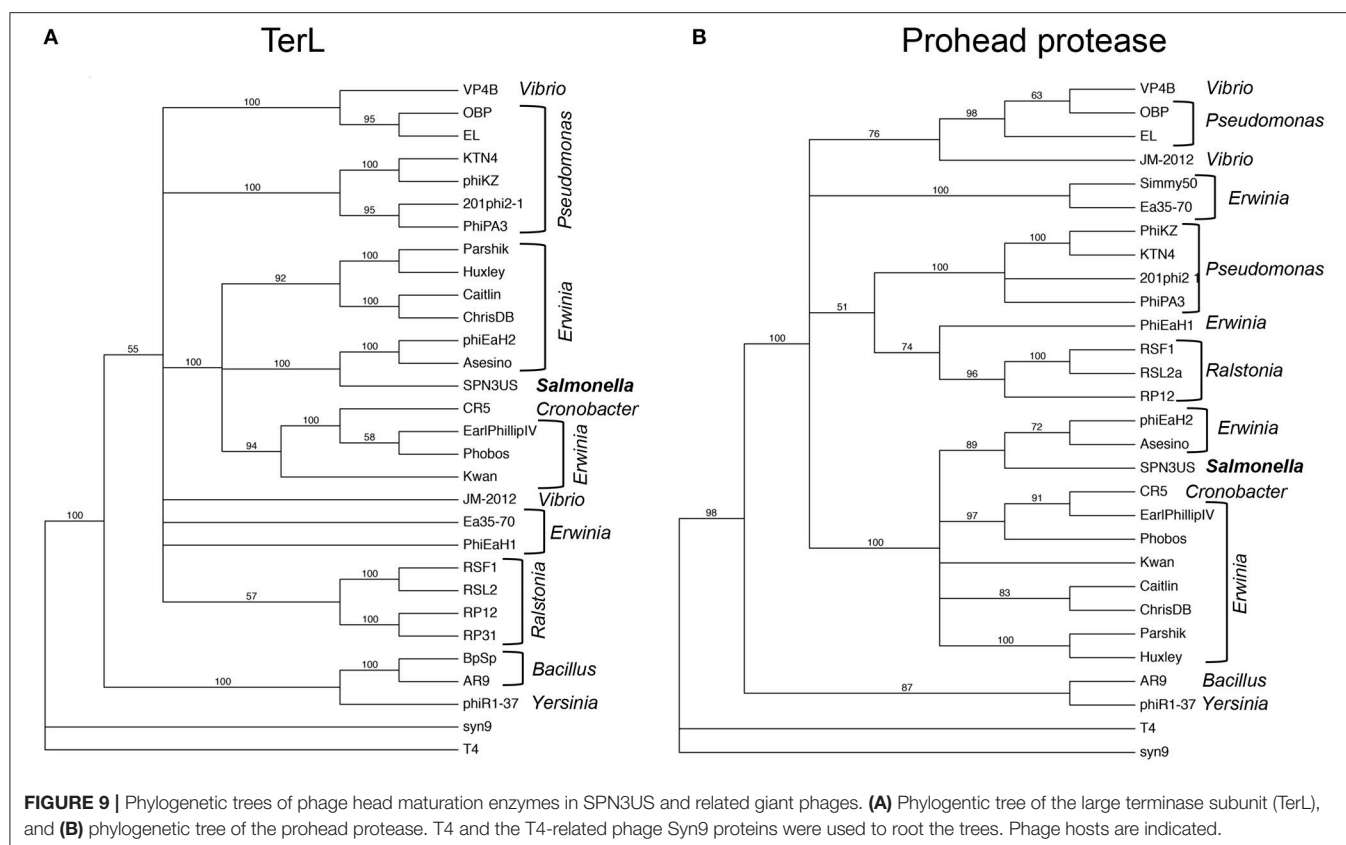 A TerL
100
VP4B Vibrio
95
OBP
EL
Pseudomonas
100
100
KTN4
phiKZ
95
201phi2-1
PhiPA3
55
100
92
100
Parshik
Huxley
100
Caitlin
ChrisDB
Erwinia
100
100
phiEaH2
Asesino
SPN3US Salmonella
94
100
CR5 Cronobacter
58
EarlPhillipIV
Phobos
Kwan
Erwinia
JM-2012 Vibrio
Ea35-70
PhiEaH1
Erwinia
57
100
RSF1
RSL2
100
RP12
RP31
Ralstonia
100
100
100
BpSp
AR9
Bacillus
phiR1-37 Yersinia
syn9
T4
B Prohead protease
76
98
63
VP4B Vibrio
OBP
EL
Pseudomonas
JM-2012 Vibrio
100
Simmy50
Ea35-70
Erwinia
100
51
100
100
PhiKZ
KTN4
201phi2 1
PhiPA3
Pseudomonas
74
PhiEaH1 Erwinia
96
100
RSF1
RSL2a
RP12
Ralstonia
100
89
72
phiEaH2
Asesino
Erwinia
SPN3US Salmonella
97
91
CR5 Cronobacter
EarlPhillipIV
Phobos
Kwan
83
Caitlin
ChrisDB
100
Parshik
Huxley
Erwinia
98
87
AR9 Bacillus
phiR1-37 Yersinia
T4
syn9
FIGURE 9 | Phylogenetic trees of phage head maturation enzymes in SPN3US and related giant phages. (A) Phylogentic tree of the large terminase subunit (TerL),
and (B) phylogenetic tree of the prohead protease. T4 and the T4-related phage Syn9 proteins were used to root the trees. Phage hosts are indicated.